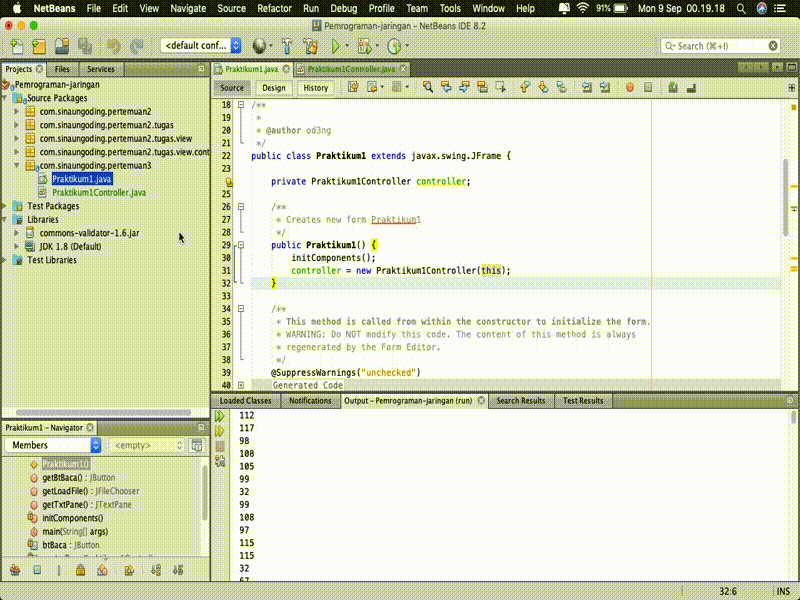 NetBeans File Edit View Navigate Source Refactor Run Debug Profile Team Tools Window Help 91% Mon 9 Sep 00.19.18
Pemrograman-jaringan - NetBeans IDE 8.2
<default conf... Search (⌘+I)
Projects Files Services
Pemrograman-jaringan
Source Packages
com.sinaungoding.pertemuan2
com.sinaungoding.pertemuan2.tugas
com.sinaungoding.pertemuan2.tugas.view
com.sinaungoding.pertemuan2.tugas.view.cont
com.sinaungoding.pertemuan3
Praktikum1.java
Praktikum1Controller.java
Test Packages
Libraries
commons-validator-1.6.jar
JDK 1.8 (Default)
Test Libraries
Praktikum1.java Praktikum1Controller.java
Source Design History
18 /**
19 *
20 * @author od3ng
21 */
22 public class Praktikum1 extends javax.swing.JFrame {
23
private Praktikum1Controller controller;
25
26 /**
27 * Creates new form Praktikum1
28 */
29 public Praktikum1() {
30 initComponents();
31 controller = new Praktikum1Controller(this);
32 }
33
34 /**
35 * This method is called from within the constructor to initialize the form.
36 * WARNING: Do NOT modify this code. The content of this method is always
37 * regenerated by the Form Editor.
38 */
39 @SuppressWarnings("unchecked")
40 Generated Code
Praktikum1 - Navigator
Members <empty>
Praktikum1()
getBtBaca() : JButton
getLoadFile() : JFileChooser
getTxtPane() : JTextPane
initComponents()
main(String[] args)
btBaca : JButton
Loaded Classes Notifications Output - Pemrograman-jaringan (run) Search Results Test Results
112
117
98
108
105
99
32
99
108
97
115
115
32
67
32:6 INS